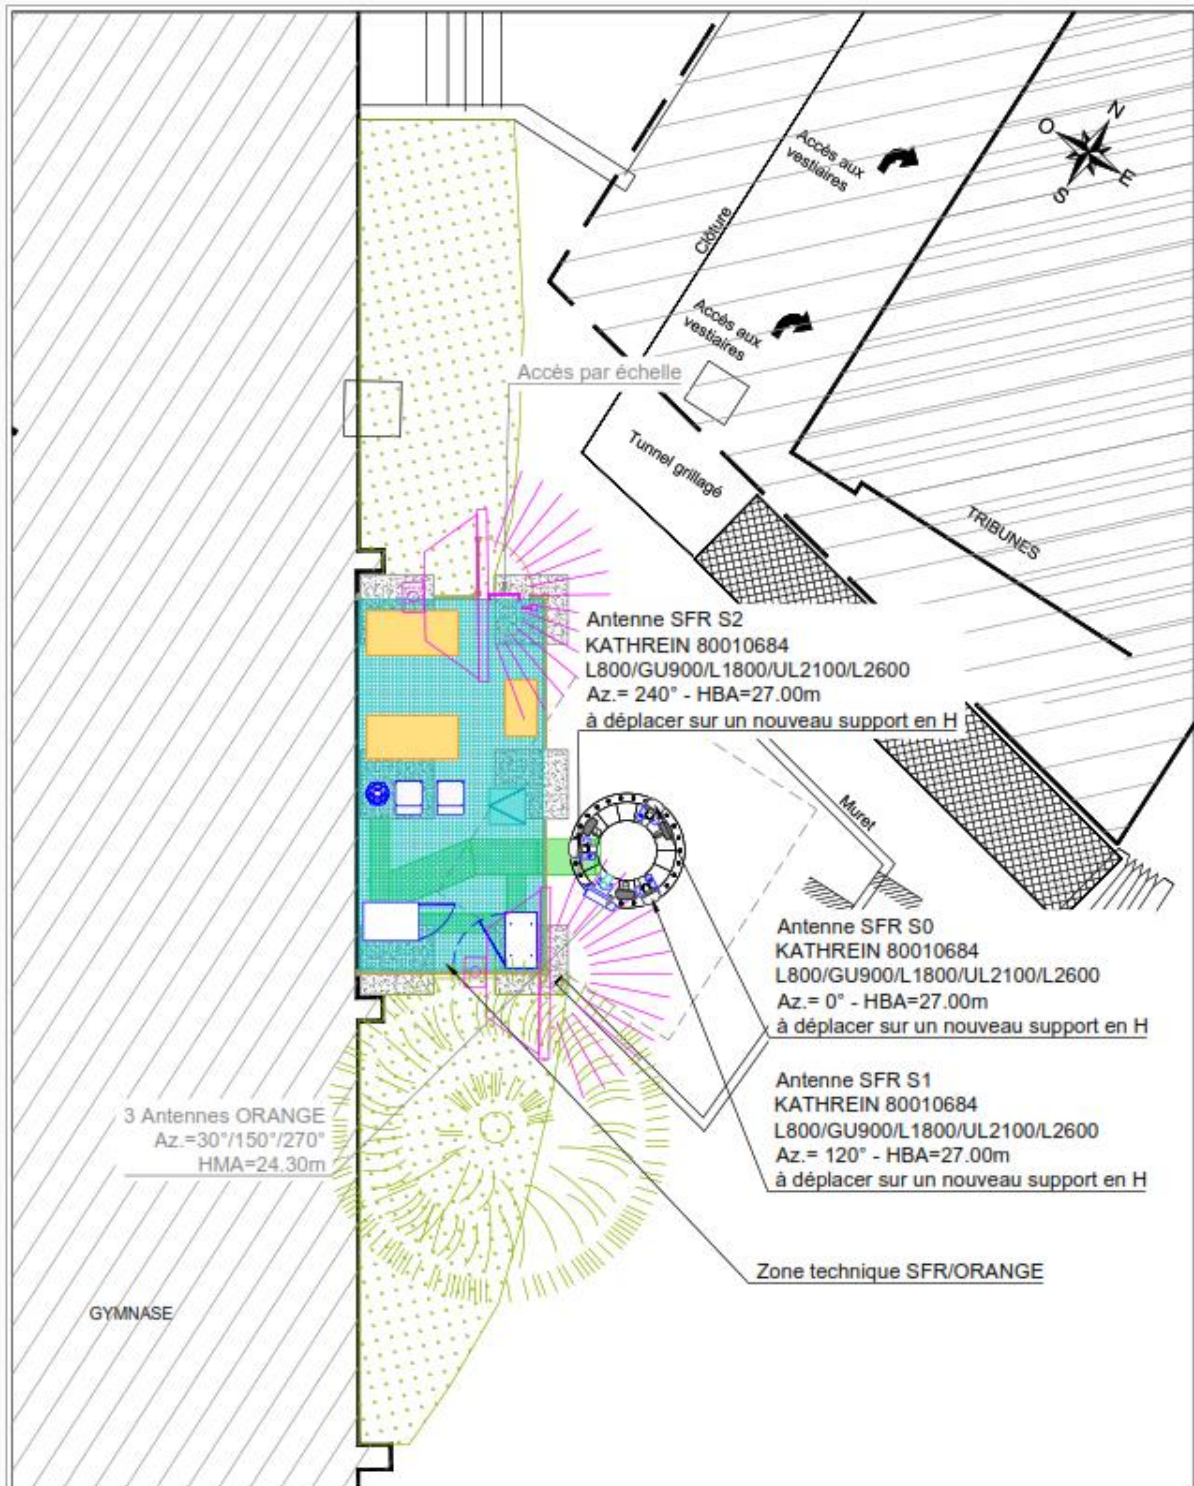 Accès aux
vestiaires
N
O
E
S
Clôture
Accès aux
vestiaires
Accès par échelle
Tunnel grillagé
TRIBUNES
Antenne SFR S2
KATHREIN 80010684
L800/GU900/L1800/UL2100/L2600
Az.= 240° - HBA=27.00m
à déplacer sur un nouveau support en H
Muret
Antenne SFR S0
KATHREIN 80010684
L800/GU900/L1800/UL2100/L2600
Az.= 0° - HBA=27.00m
à déplacer sur un nouveau support en H
Antenne SFR S1
KATHREIN 80010684
L800/GU900/L1800/UL2100/L2600
Az.= 120° - HBA=27.00m
à déplacer sur un nouveau support en H
3 Antennes ORANGE
Az.=30°/150°/270°
HMA=24.30m
Zone technique SFR/ORANGE
GYMNASE